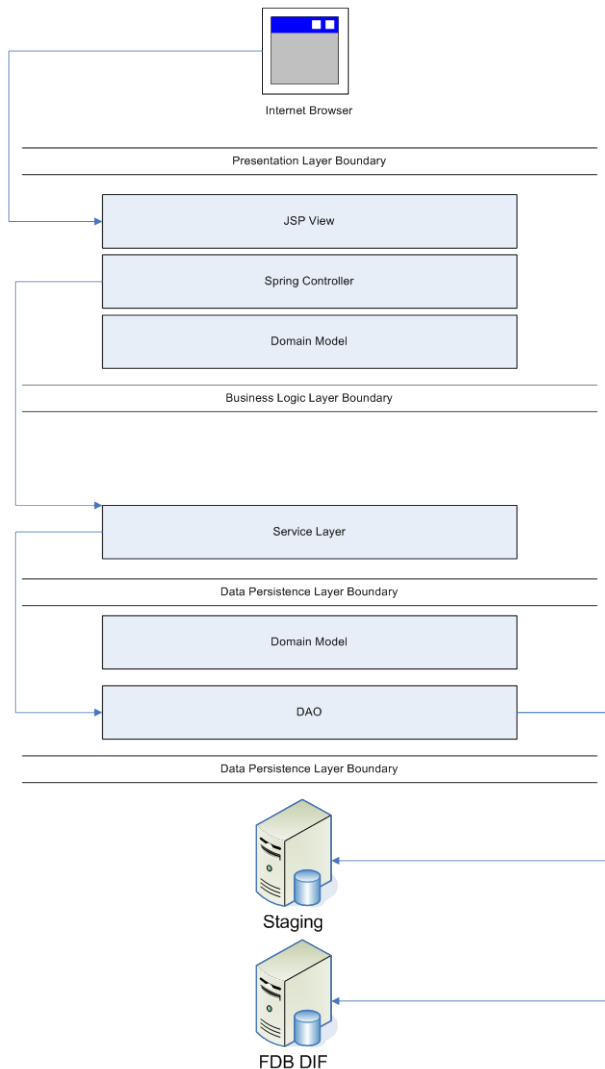 Internet Browser
Presentation Layer Boundary
JSP View
Spring Controller
Domain Model
Business Logic Layer Boundary
Service Layer
Data Persistence Layer Boundary
Domain Model
DAO
Data Persistence Layer Boundary
Staging
FDB DIF